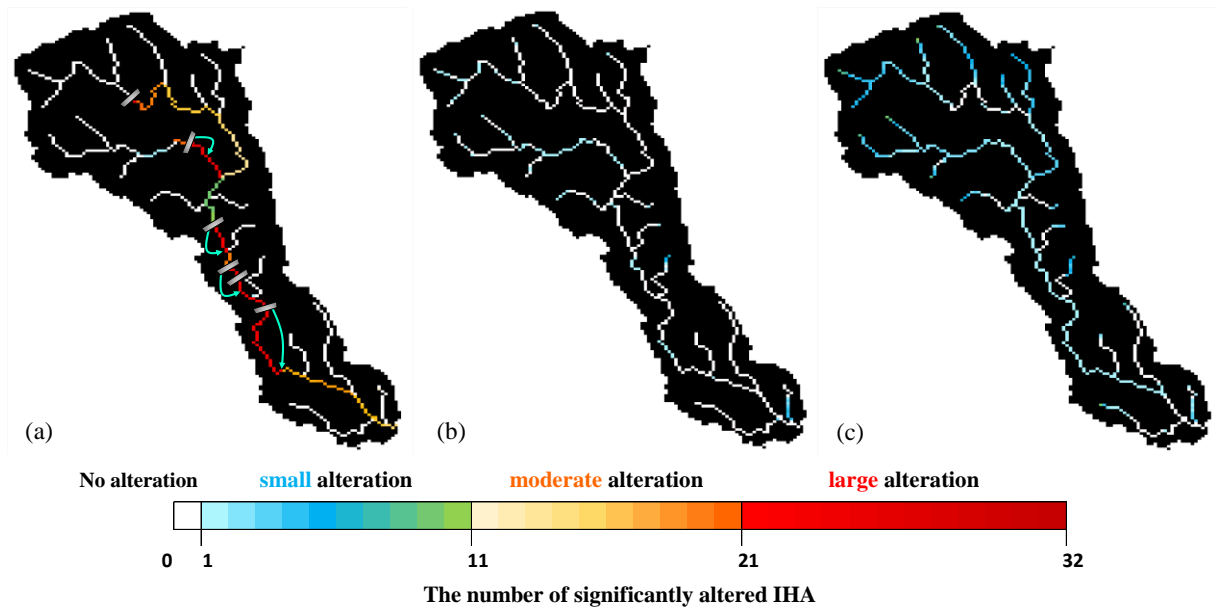 (a)
(b)
(c)
No alteration
small alteration
moderate alteration
large alteration
0
1
11
21
32
The number of significantly altered IHA